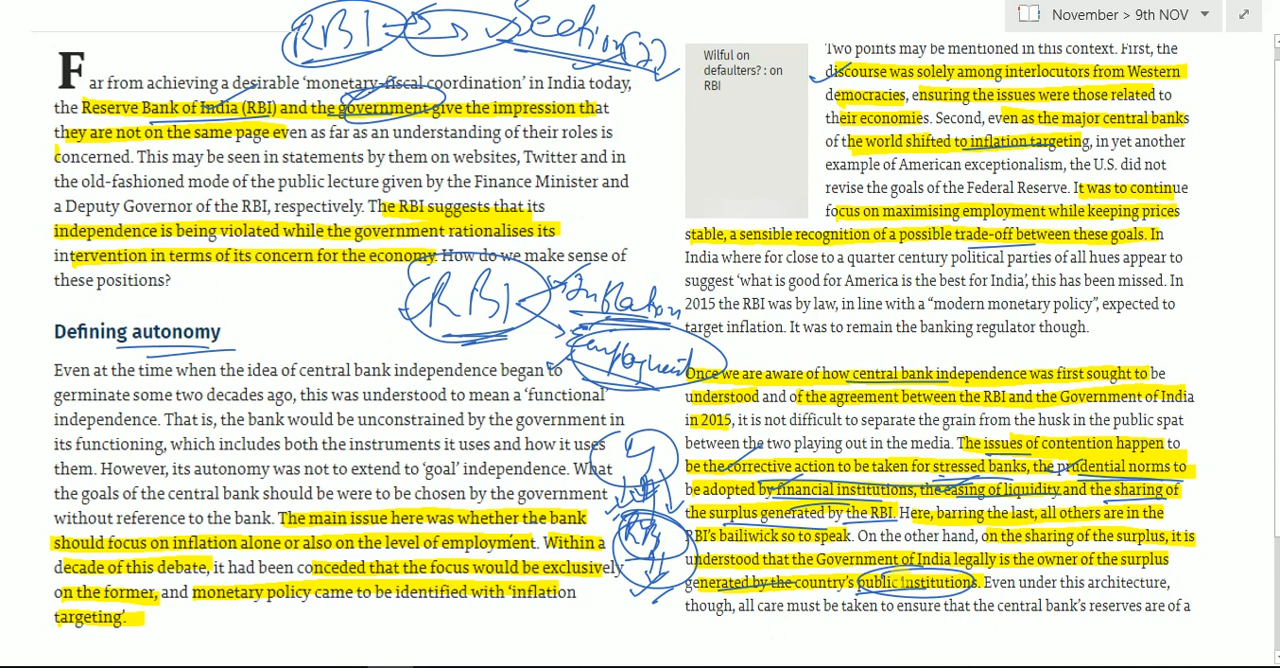 November > 9th NOV
RBI
Section (7)
Far from achieving a desirable ‘monetary-fiscal coordination’ in India today,
the Reserve Bank of India (RBI) and the government give the impression that
they are not on the same page even as far as an understanding of their roles is
concerned. This may be seen in statements by them on websites, Twitter and in
the old-fashioned mode of the public lecture given by the Finance Minister and
a Deputy Governor of the RBI, respectively. The RBI suggests that its
independence is being violated while the government rationalises its
intervention in terms of its concern for the economy. How do we make sense of
these positions?
RBI
Inflation
employment
Defining autonomy
Even at the time when the idea of central bank independence began to
germinate some two decades ago, this was understood to mean a ‘functional’
independence. That is, the bank would be unconstrained by the government in
its functioning, which includes both the instruments it uses and how it uses
them. However, its autonomy was not to extend to ‘goal’ independence. What
the goals of the central bank should be were to be chosen by the government
without reference to the bank. The main issue here was whether the bank
should focus on inflation alone or also on the level of employment. Within a
decade of this debate, it had been conceded that the focus would be exclusively
on the former, and monetary policy came to be identified with ‘inflation
targeting’.
RBI
Wilful on
defaulters? : on
RBI
Two points may be mentioned in this context. First, the
discourse was solely among interlocutors from Western
democracies, ensuring the issues were those related to
their economies. Second, even as the major central banks
of the world shifted to inflation targeting, in yet another
example of American exceptionalism, the U.S. did not
revise the goals of the Federal Reserve. It was to continue
focus on maximising employment while keeping prices
stable, a sensible recognition of a possible trade-off between these goals. In
India where for close to a quarter century political parties of all hues appear to
suggest ‘what is good for America is the best for India’, this has been missed. In
2015 the RBI was by law, in line with a “modern monetary policy”, expected to
target inflation. It was to remain the banking regulator though.
Once we are aware of how central bank independence was first sought to be
understood and of the agreement between the RBI and the Government of India
in 2015, it is not difficult to separate the grain from the husk in the public spat
between the two playing out in the media. The issues of contention happen to
be the corrective action to be taken for stressed banks, the prudential norms to
be adopted by financial institutions, the easing of liquidity and the sharing of
the surplus generated by the RBI. Here, barring the last, all others are in the
RBI’s bailiwick so to speak. On the other hand, on the sharing of the surplus, it is
understood that the Government of India legally is the owner of the surplus
generated by the country’s public institutions. Even under this architecture,
though, all care must be taken to ensure that the central bank’s reserves are of a